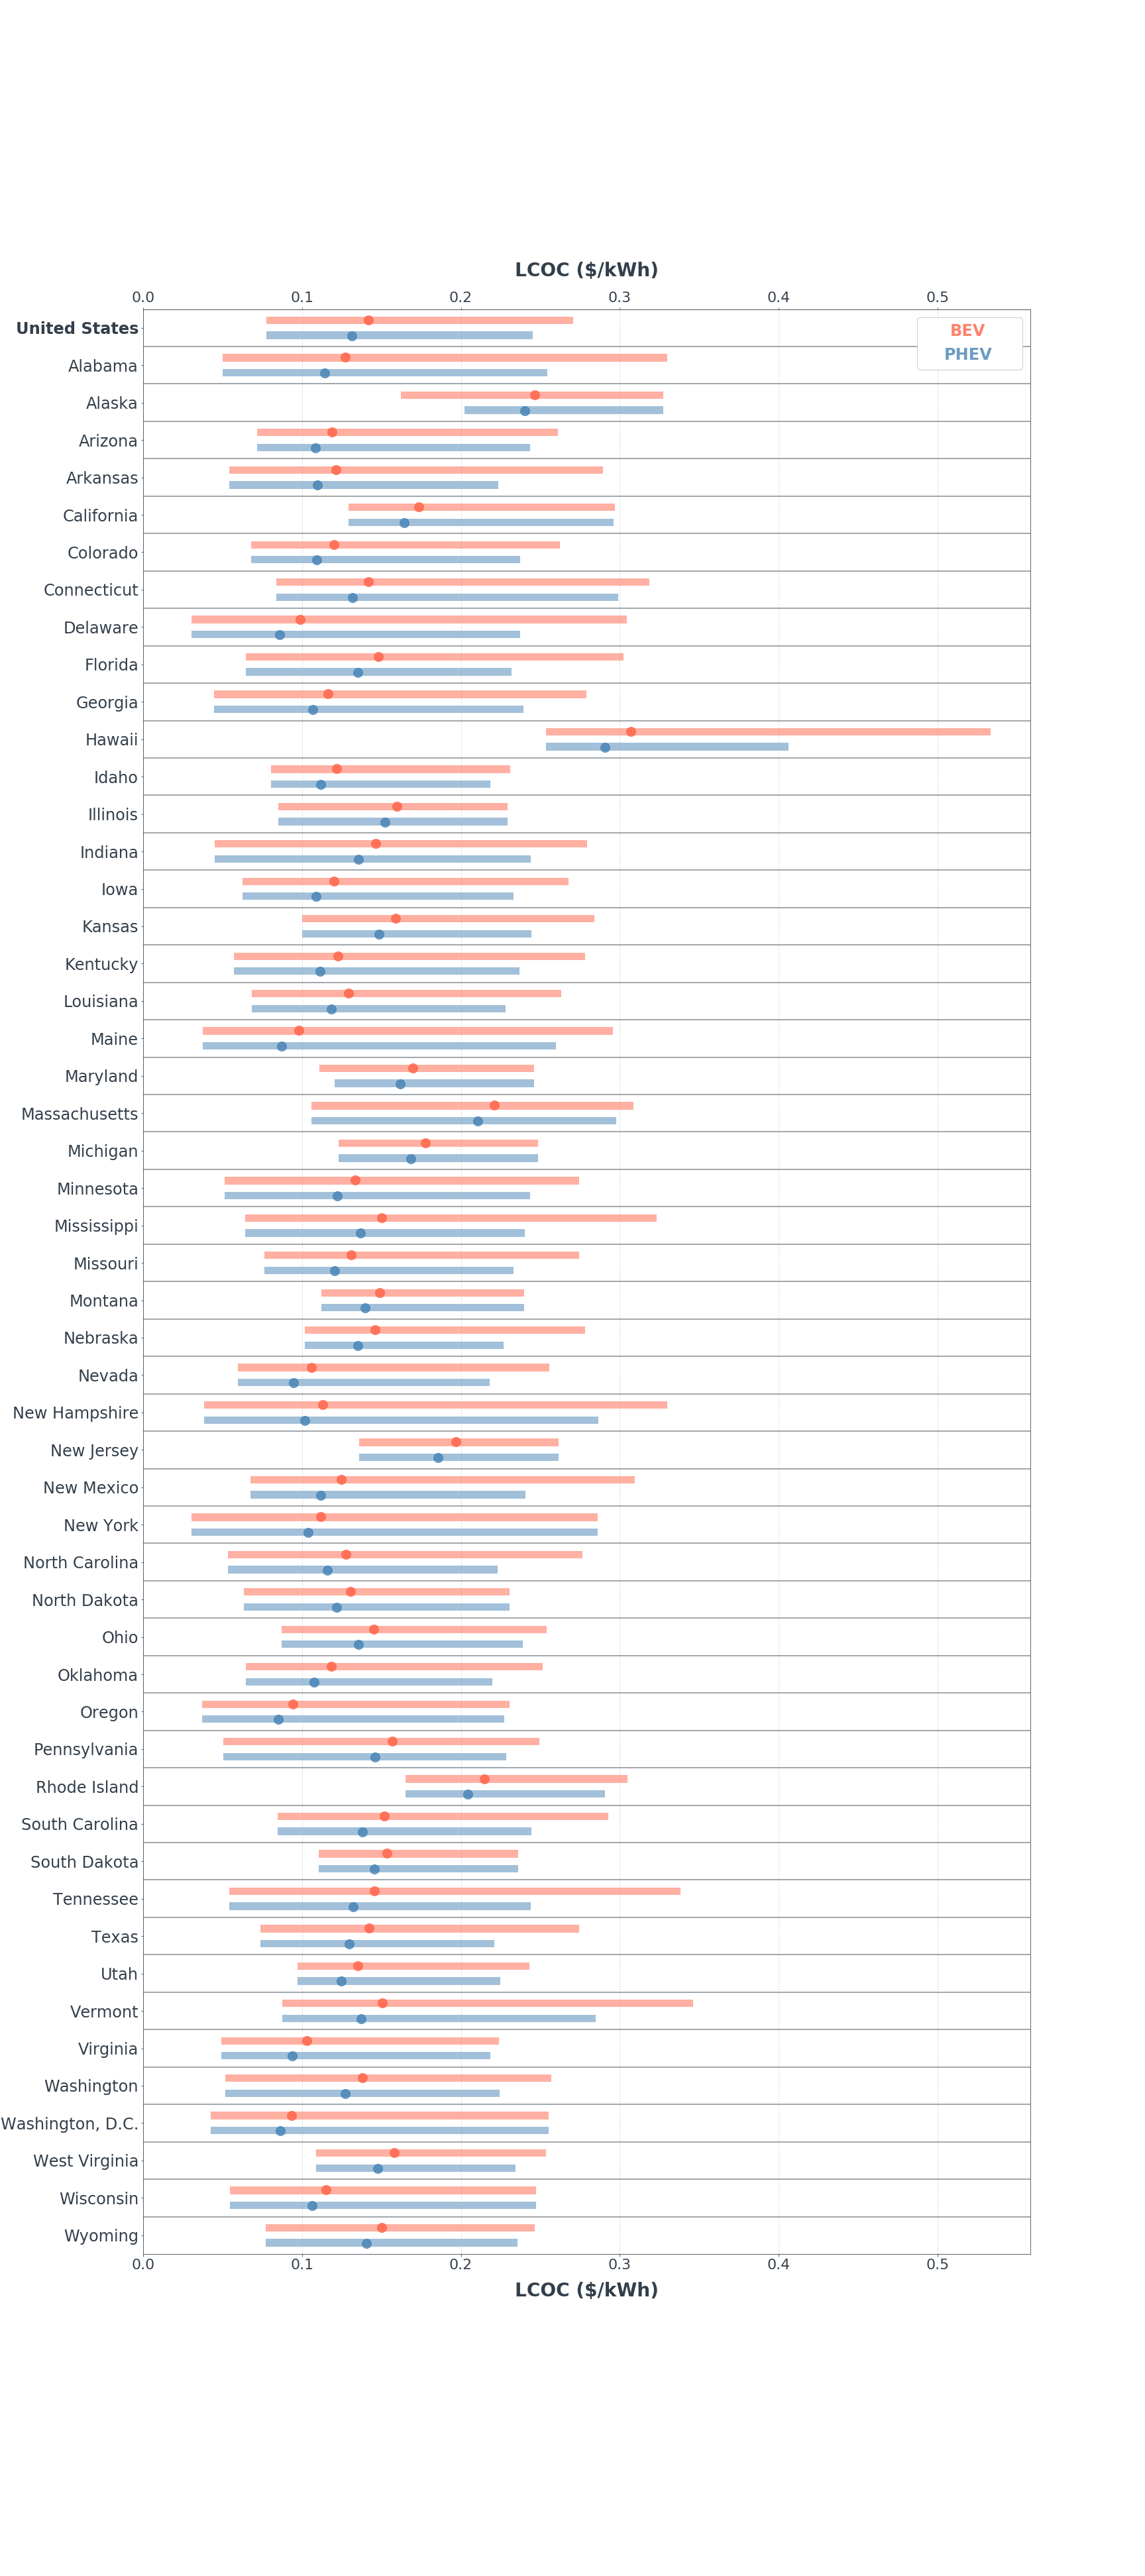 LCOC ($/kWh)
0.0 0.1 0.2 0.3 0.4 0.5
BEV
PHEV
United States
Alabama
Alaska
Arizona
Arkansas
California
Colorado
Connecticut
Delaware
Florida
Georgia
Hawaii
Idaho
Illinois
Indiana
Iowa
Kansas
Kentucky
Louisiana
Maine
Maryland
Massachusetts
Michigan
Minnesota
Mississippi
Missouri
Montana
Nebraska
Nevada
New Hampshire
New Jersey
New Mexico
New York
North Carolina
North Dakota
Ohio
Oklahoma
Oregon
Pennsylvania
Rhode Island
South Carolina
South Dakota
Tennessee
Texas
Utah
Vermont
Virginia
Washington
Washington, D.C.
West Virginia
Wisconsin
Wyoming
0.0 0.1 0.2 0.3 0.4 0.5
LCOC ($/kWh)